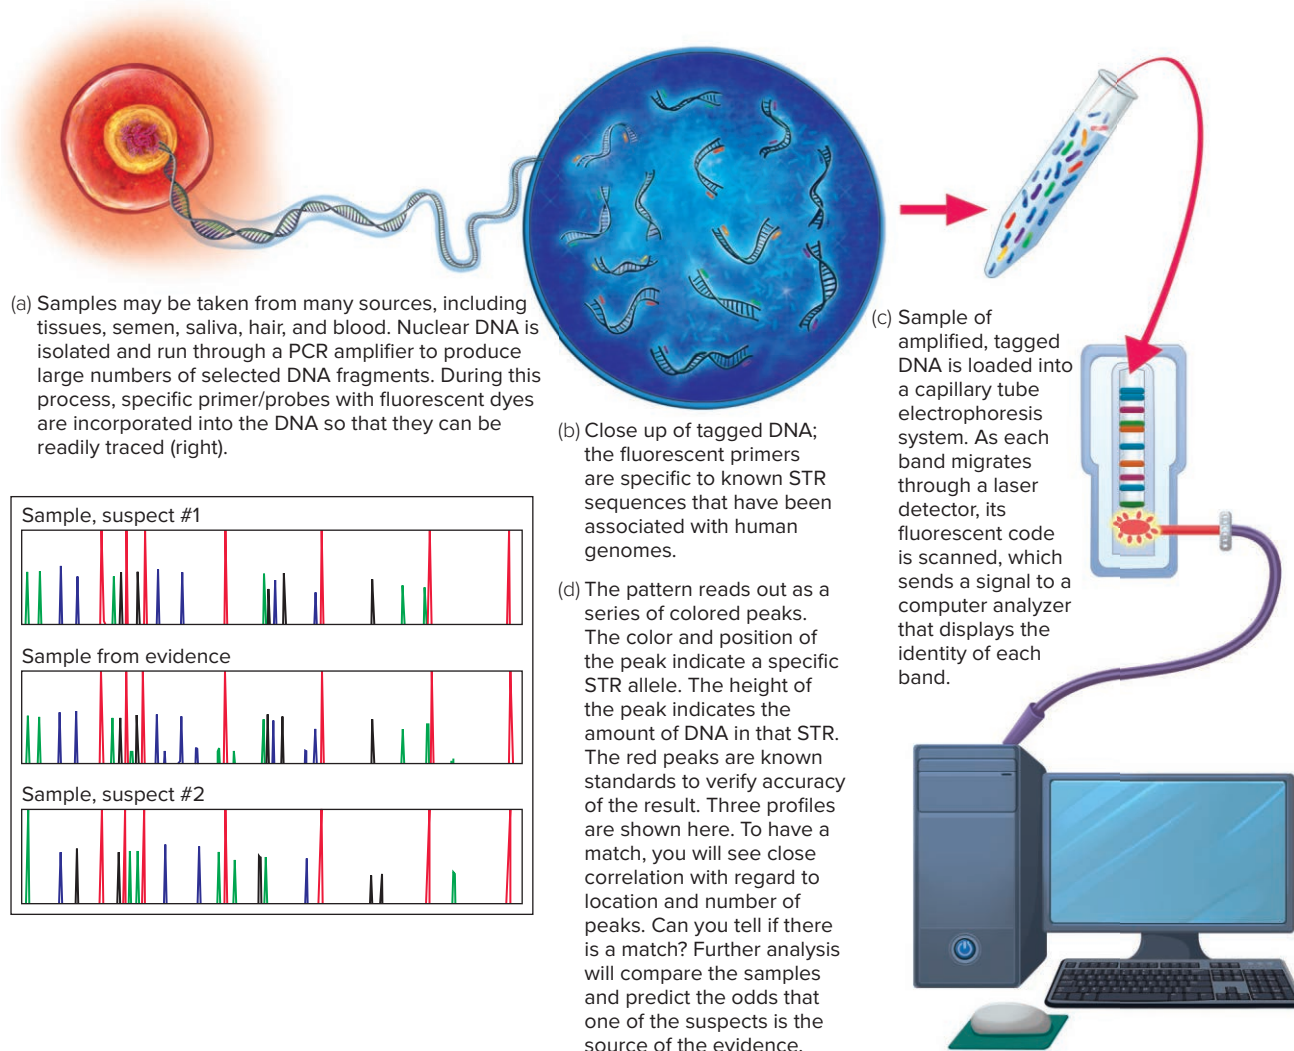 (a) Samples may be taken from many sources, including
tissues, semen, saliva, hair, and blood. Nuclear DNA is
isolated and run through a PCR amplifier to produce
large numbers of selected DNA fragments. During this
process, specific primer/probes with fluorescent dyes
are incorporated into the DNA so that they can be
readily traced (right).
(b) Close up of tagged DNA;
the fluorescent primers
are specific to known STR
sequences that have been
associated with human
genomes.
(c) Sample of
amplified, tagged
DNA is loaded into
a capillary tube
electrophoresis
system. As each
band migrates
through a laser
detector, its
fluorescent code
is scanned, which
sends a signal to a
computer analyzer
that displays the
identity of each
band.
Sample, suspect #1
Sample from evidence
Sample, suspect #2
(d) The pattern reads out as a
series of colored peaks.
The color and position of
the peak indicate a specific
STR allele. The height of
the peak indicates the
amount of DNA in that STR.
The red peaks are known
standards to verify accuracy
of the result. Three profiles
are shown here. To have a
match, you will see close
correlation with regard to
location and number of
peaks. Can you tell if there
is a match? Further analysis
will compare the samples
and predict the odds that
one of the suspects is the
source of the evidence.